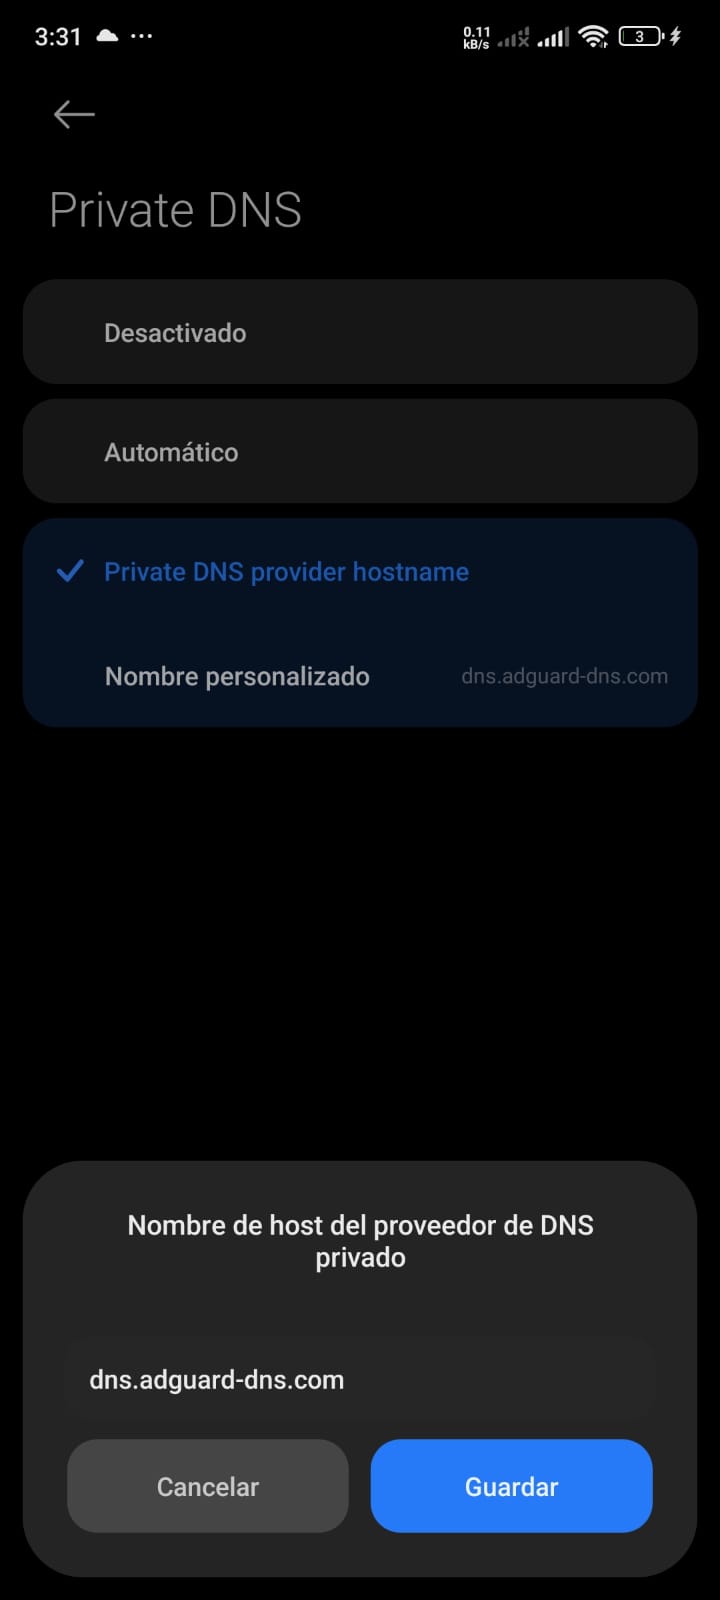 3:31 ...
0.11
kB/s
3
Private DNS
Desactivado
Automático
Private DNS provider hostname
Nombre personalizado dns.adguard-dns.com
Nombre de host del proveedor de DNS
privado
dns.adguard-dns.com
Cancelar Guardar